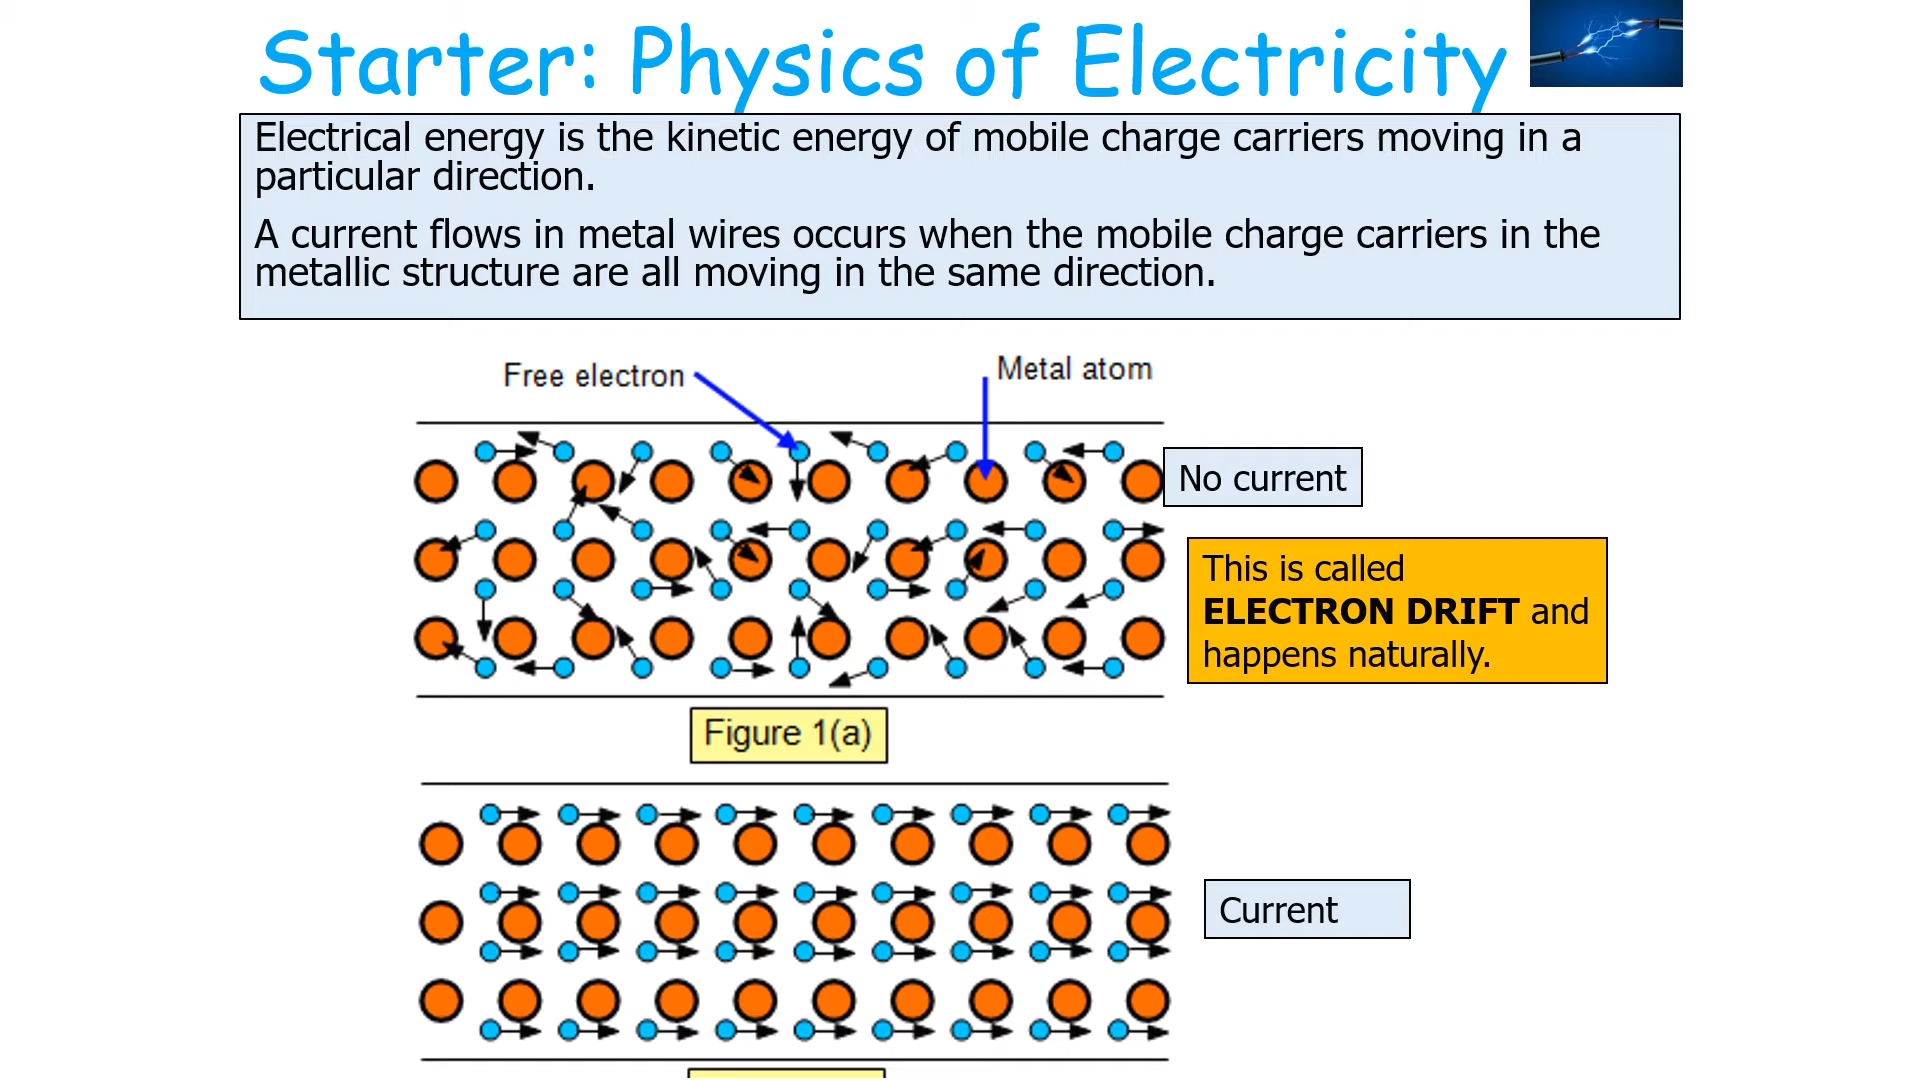 Starter: Physics of Electricity
Electrical energy is the kinetic energy of mobile charge carriers moving in a
particular direction.
A current flows in metal wires occurs when the mobile charge carriers in the
metallic structure are all moving in the same direction.
Free electron
Metal atom
No current
This is called
ELECTRON DRIFT and
happens naturally.
Figure 1(a)
Current